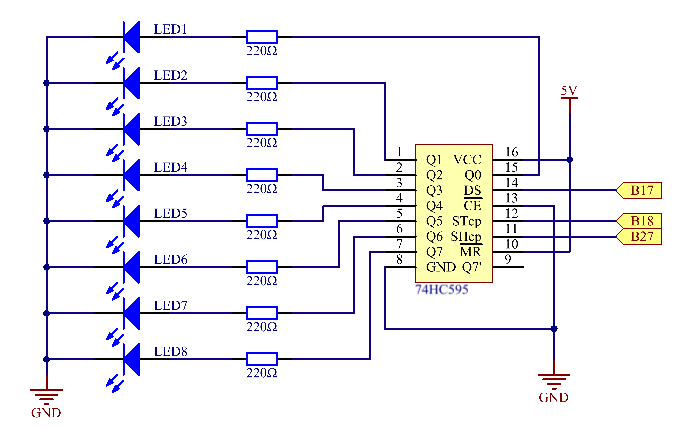 LED1
220Ω
LED2
220Ω
LED3
220Ω
LED4
220Ω
LED5
220Ω
LED6
220Ω
LED7
220Ω
LED8
220Ω
GND
5V
1 Q1 VCC 16
2 Q2 Q0 15
3 Q3 DS 14
4 Q4 CE 13
5 Q5 STcp 12
6 Q6 SHcp 11
7 Q7 MR 10
8 GND Q7' 9
74HC595
B17
B18
B27
GND